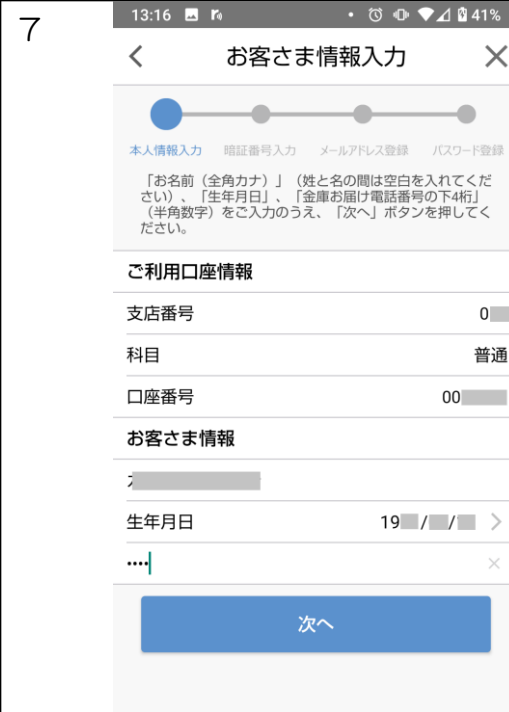 7
13:16 41%
お客さま情報入力
本人情報入力 暗証番号入力 メールアドレス登録 パスワード登録
「お名前（全角カナ）」（姓と名の間は空白を入れてくだ
さい）、「生年月日」、「金庫お届け電話番号の下4桁」
（半角数字）をご入力のうえ、「次へ」ボタンを押してく
ださい。
ご利用口座情報
支店番号 0
科目 普通
口座番号 00
お客さま情報
生年月日 19 / /
••••
次へ